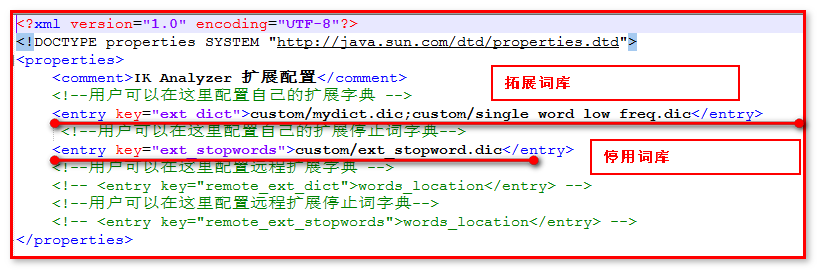 <?xml version="1.0" encoding="UTF-8"?>
<!DOCTYPE properties SYSTEM "http://java.sun.com/dtd/properties.dtd">
<properties>
<comment>IK Analyzer 扩展配置</comment>
拓展词库
<!--用户可以在这里配置自己的扩展字典 -->
<entry key="ext_dict">custom/mydict.dic;custom/single_word_low_freq.dic</entry>
<!--用户可以在这里配置自己的扩展停止词字典-->
<entry key="ext_stopwords">custom/ext_stopword.dic</entry>
停用词库
<!--用户可以在这里配置远程扩展字典 -->
<!-- <entry key="remote_ext_dict">words_location</entry> -->
<!--用户可以在这里配置远程扩展停止词字典-->
<!-- <entry key="remote_ext_stopwords">words_location</entry> -->
</properties>